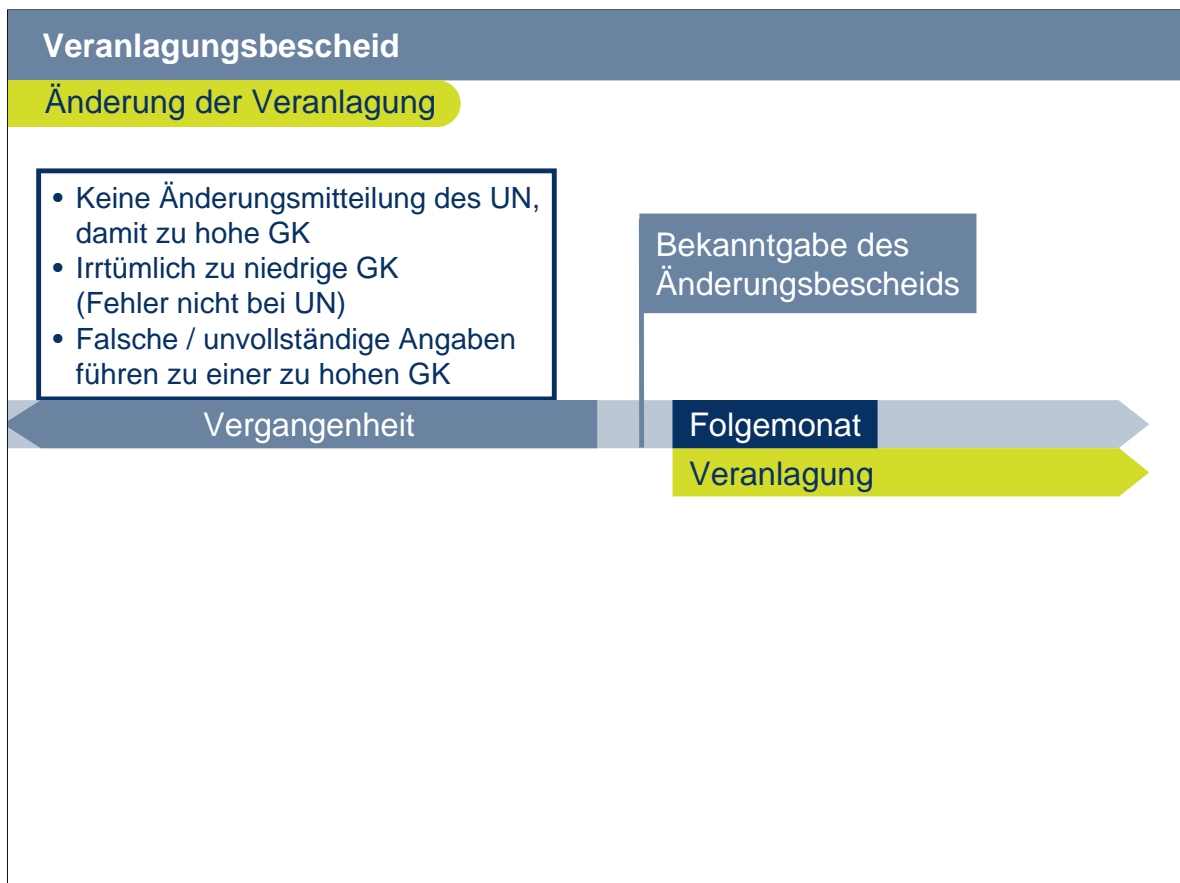 Veranlagungsbescheid
Änderung der Veranlagung
• Keine Änderungsmitteilung des UN,
damit zu hohe GK
• Irrtümlich zu niedrige GK
(Fehler nicht bei UN)
• Falsche / unvollständige Angaben
führen zu einer zu hohen GK
Bekanntgabe des
Änderungsbescheids
Vergangenheit
Folgemonat
Veranlagung